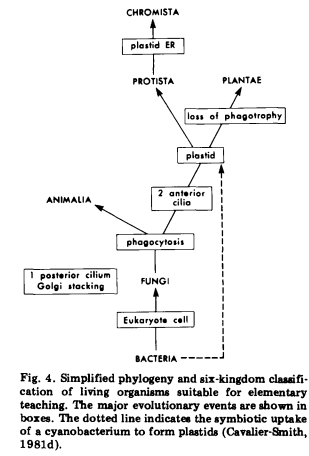 CHROMISTA
plastid ER
PROTISTA
PLANTAE
loss of phagotrophy
plastid
2 anterior
cilia
ANIMALIA
phagocytosis
1 posterior cilium
Golgi stacking
FUNGI
Eukaryote cell
BACTERIA
Fig. 4. Simplified phylogeny and six-kingdom classifi-
cation of living organisms suitable for elementary
teaching. The major evolutionary events are shown in
boxes. The dotted line indicates the symbiotic uptake
of a cyanobacterium to form plastids (Cavalier-Smith,
1981d).